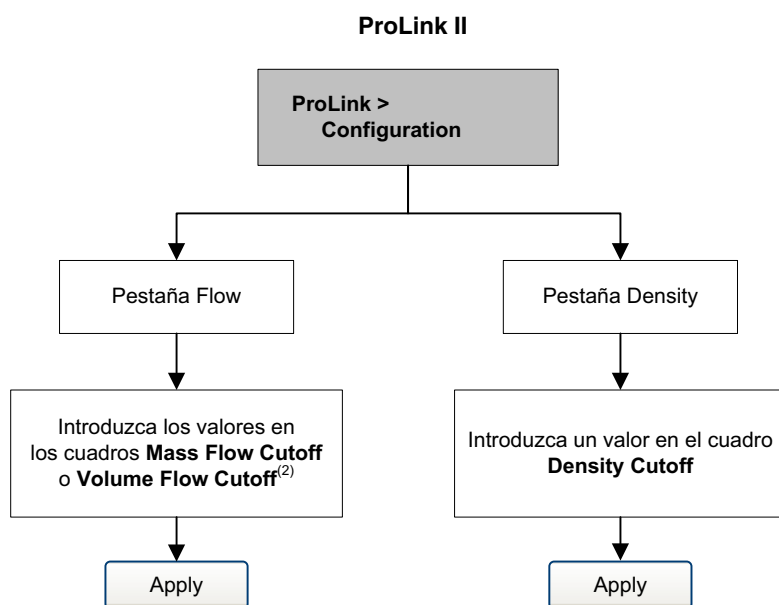 ProLink II
ProLink >
Configuration
Pestaña Flow
Pestaña Density
Introduzca los valores en
los cuadros Mass Flow Cutoff
o Volume Flow Cutoff(2)
Introduzca un valor en el cuadro
Density Cutoff
Apply
Apply